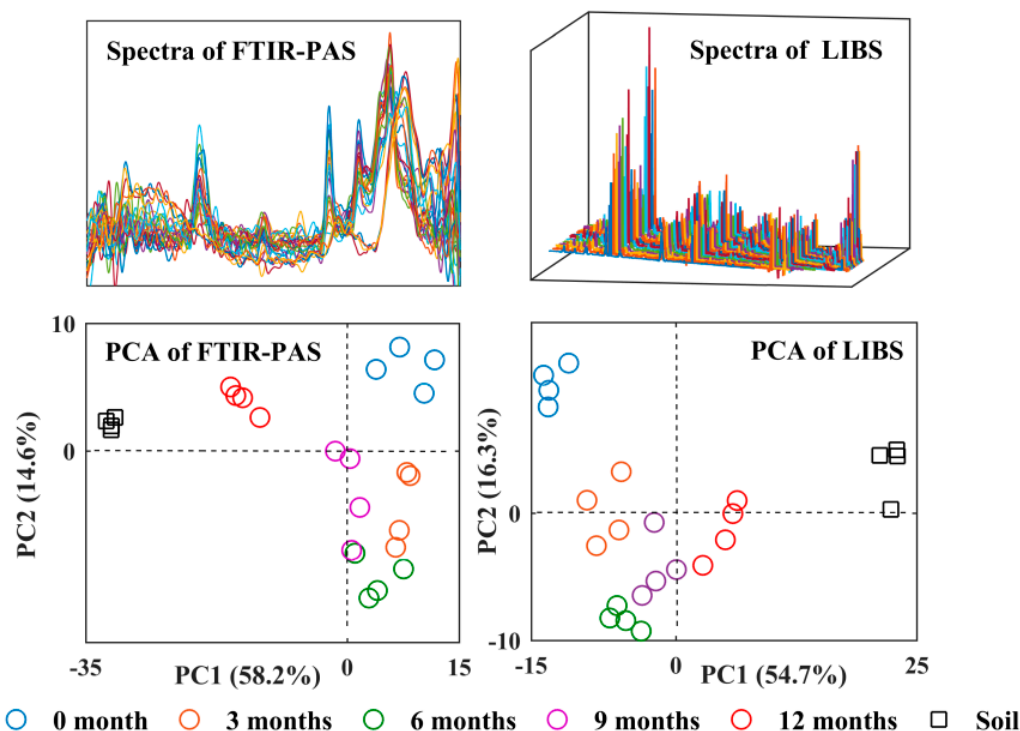 Spectra of FTIR-PAS
Spectra of LIBS
10
PCA of FTIR-PAS
0
PC2 (14.6%)
-35
0
15
PC1 (58.2%)
PCA of LIBS
PC2 (16.3%)
0
-10
-15
0
25
PC1 (54.7%)
0 month 3 months 6 months 9 months 12 months Soil